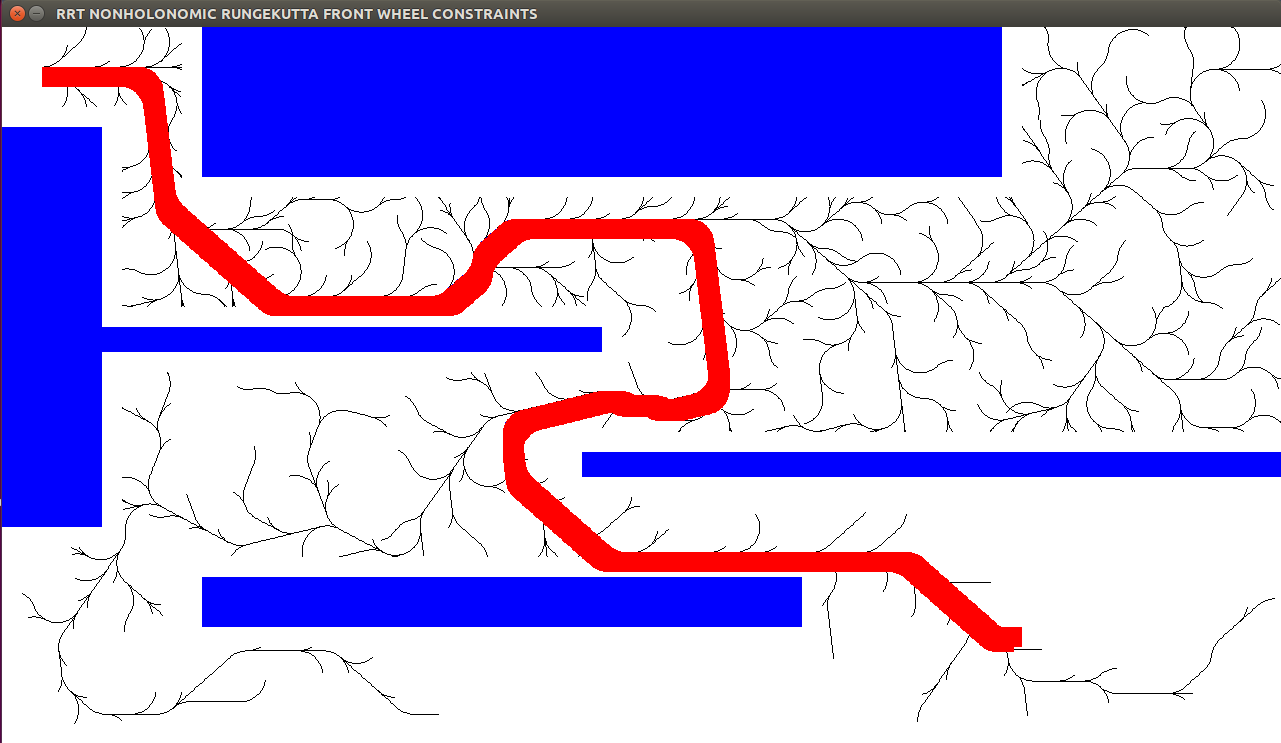 RRT NONHOLONOMIC RUNGEKUTTA FRONT WHEEL CONSTRAINTS